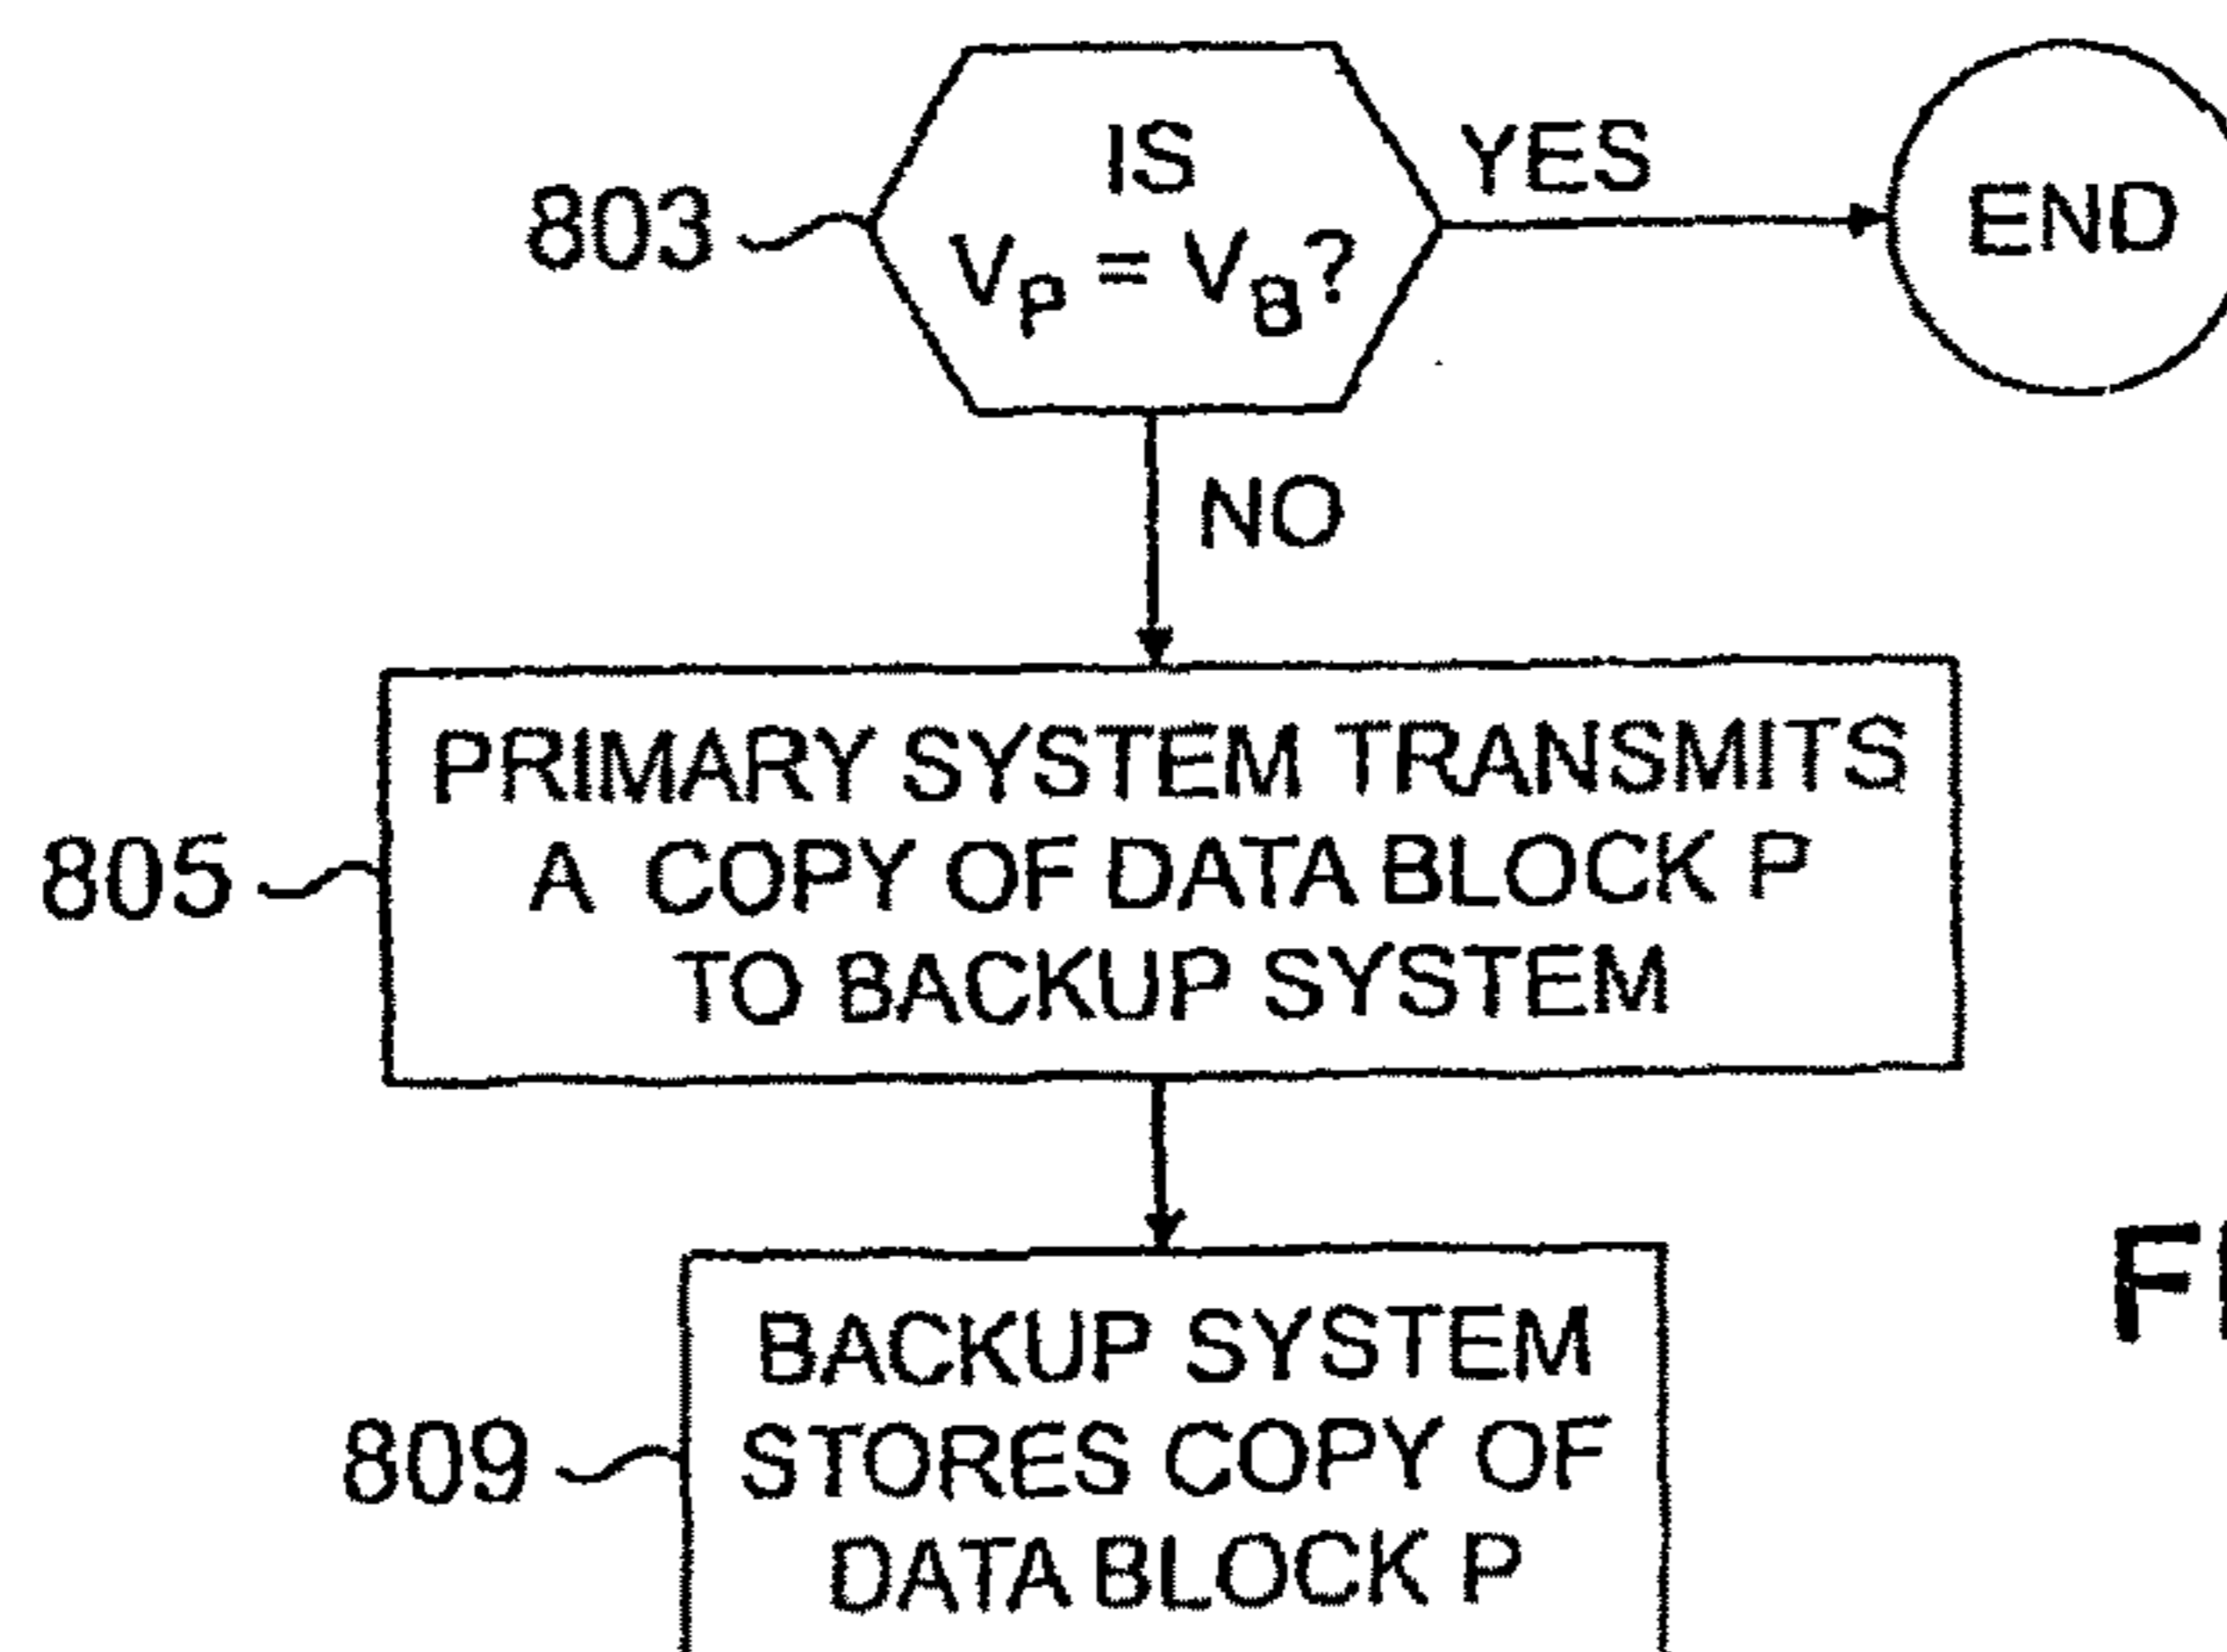 IS
803
YES
END
V_P = V_B?
NO
PRIMARY SYSTEM TRANSMITS
805
A COPY OF DATA BLOCK P
TO BACKUP SYSTEM
BACKUP SYSTEM
809
STORES COPY OF
DATA BLOCK P